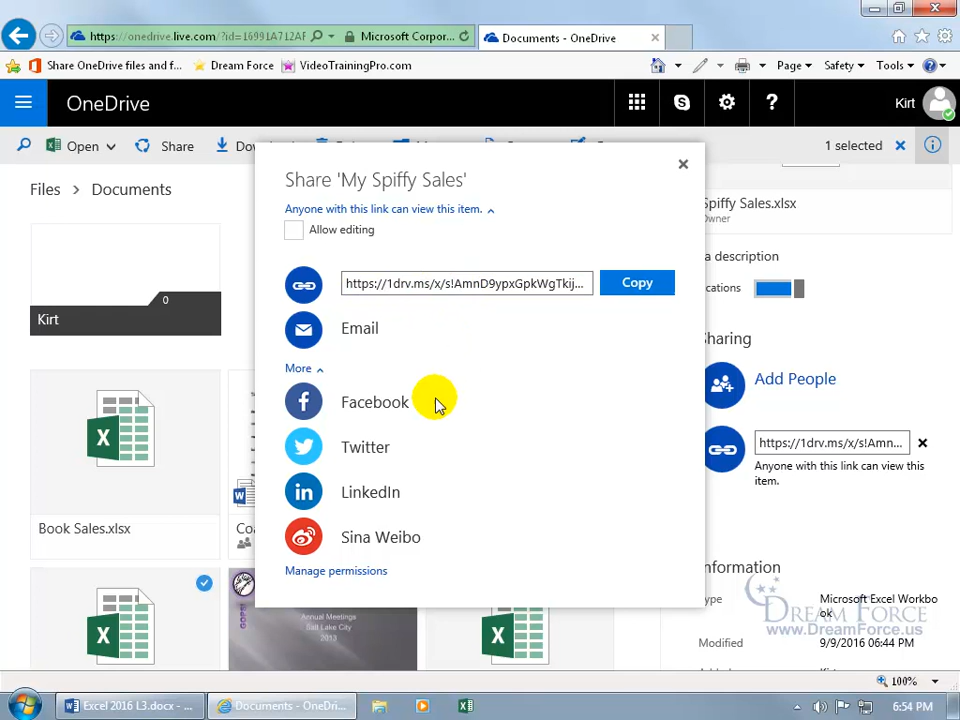 https://onedrive.live.com/?id=16991A712AF
Microsoft Corpor...
Documents - OneDrive
Share OneDrive files and f...
Dream Force
VideoTrainingPro.com
Page
Safety
Tools
OneDrive
Kirt
Open
Share
1 selected
Files > Documents
Share 'My Spiffy Sales'
Anyone with this link can view this item.
Allow editing
https://1drv.ms/x/s!AmnD9ypxGpkWgTkij...
Copy
Email
More
Facebook
Twitter
LinkedIn
Sina Weibo
Manage permissions
0
Kirt
Book Sales.xlsx
Annual Meetings
Salt Lake City
2013
Spiffy Sales.xlsx
Owner
a description
cations
Sharing
Add People
https://1drv.ms/x/s!Amn...
Anyone with this link can view this
item.
Information
Type
Microsoft Excel Workbo
ok
Modified
9/9/2016 06:44 PM
DREAM FORCE
www.DreamForce.us
100%
Excel 2016 L3.docx - ...
Documents - OneDri...
6:54 PM